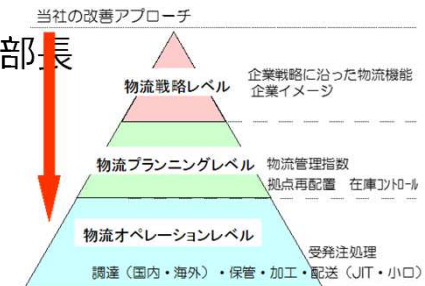 当社の改善アプローチ
部長
物流戦略レベル
企業戦略に沿った物流機能
企業イメージ
物流プランニングレベル
物流管理指数
拠点再配置 在庫ｺﾝﾄﾛｰﾙ
物流オペレーションレベル
受発注処理
調達（国内・海外）・保管・加工・配送（JIT・小口）